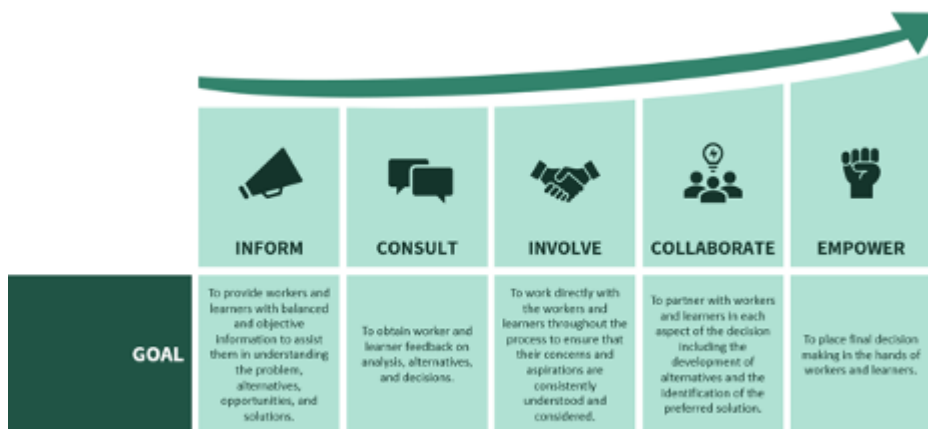 INFORM
CONSULT
INVOLVE
COLLABORATE
EMPOWER
GOAL
To provide workers and
learners with balanced
and objective
information to assist
them in understanding
the problem,
alternatives,
opportunities, and
solutions.
To obtain worker and
learner feedback on
analysis, alternatives,
and decisions.
To work directly with
the workers and
learners throughout the
process to ensure that
their concerns and
aspirations are
consistently
understood and
considered.
To partner with workers
and learners in each
aspect of the decision
including the
development of
alternatives and the
identification of the
preferred solution.
To place final decision
making in the hands of
workers and learners.